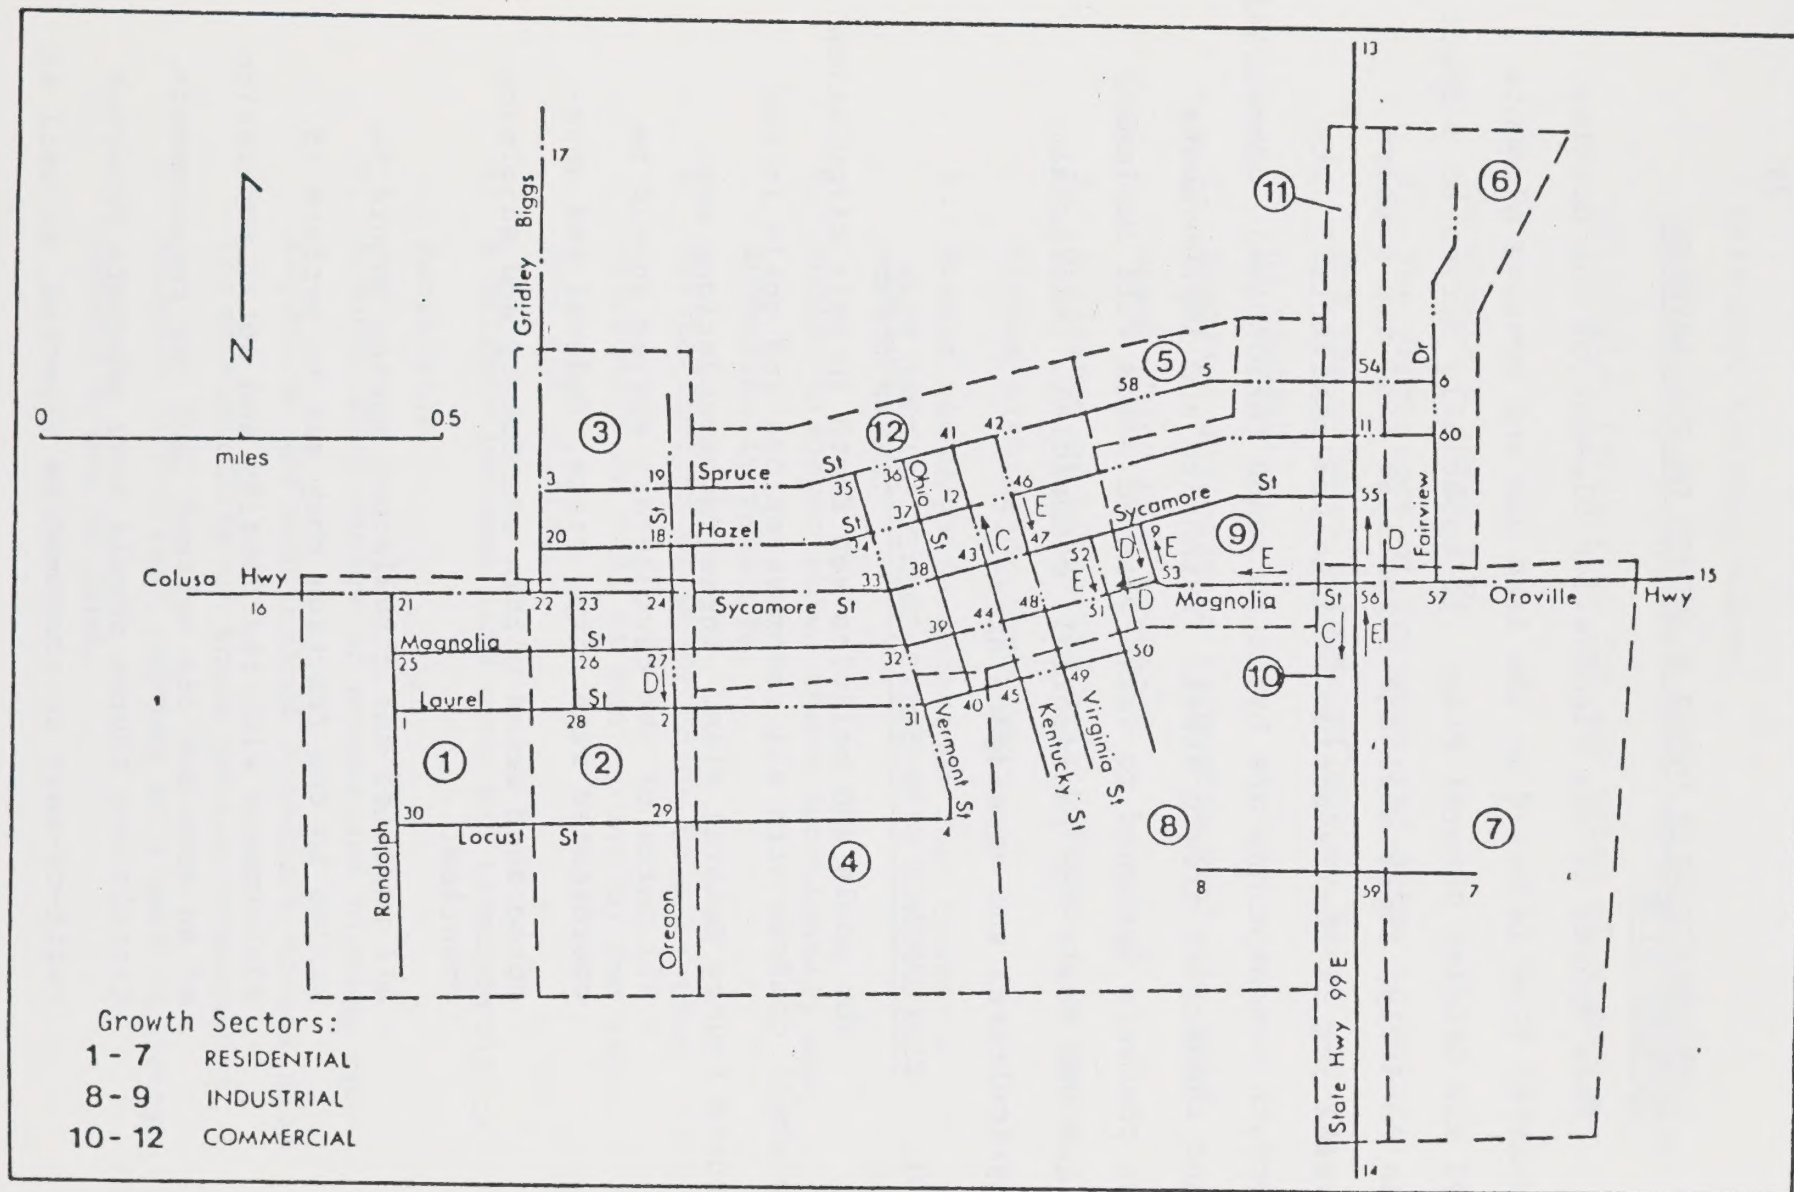 13
17
11
6
Gridley Biggs
N
0 0.5
miles
5
58 5 54 Dr 6
3
12 41 42 11 60
3 19 Spruce St 35 36 Ohio 12 46 E Sycamore St 55
St
20 18 Hazel St 34 37 St 43 C 47 52 D E 9 9 D Fairview
Colusa Hwy 33 38 E 53 E
16 21 22 23 24 Sycamore St 44 48 51 D Magnolia St 56 57 Oroville Hwy 15
Magnolia St 39 C E
25 26 27 D 32 50 10
Laurel St 49
1 28 2 31 40 45
1 2 Vermont St Kentucky St Virginia St
30 29 4 8 7
Locust St
4 8 59 7
Randolph
Oregon
State Hwy 99E
14
Growth Sectors:
1 - 7 RESIDENTIAL
8 - 9 INDUSTRIAL
10 - 12 COMMERCIAL